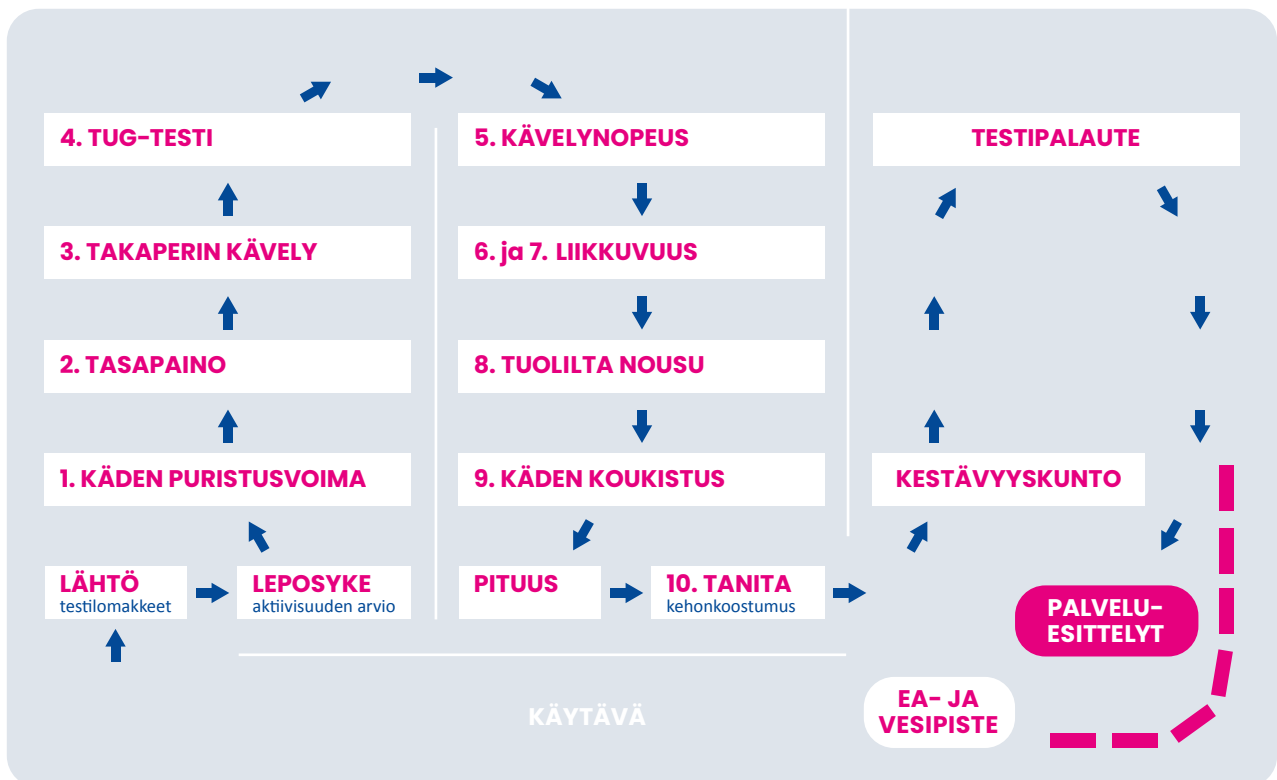 4. TUG-TESTI
3. TAKAPERIN KÄVELY
2. TASAPAINO
1. KÄDEN PURISTUSVOIMA
LÄHTÖ
testilomakkeet
LEPOSYKE
aktiivisuuden arvio
5. KÄVELYNOPEUS
6. ja 7. LIIKKUVUUS
8. TUOLILTA NOUSU
9. KÄDEN KOUKISTUS
PITUUS
10. TANITA
kehonkoostumus
TESTIPALAUTE
KESTÄVYYSKUNTO
PALVELU-
ESITTELYT
EA- JA
VESIPISTE
KÄYTÄVÄ